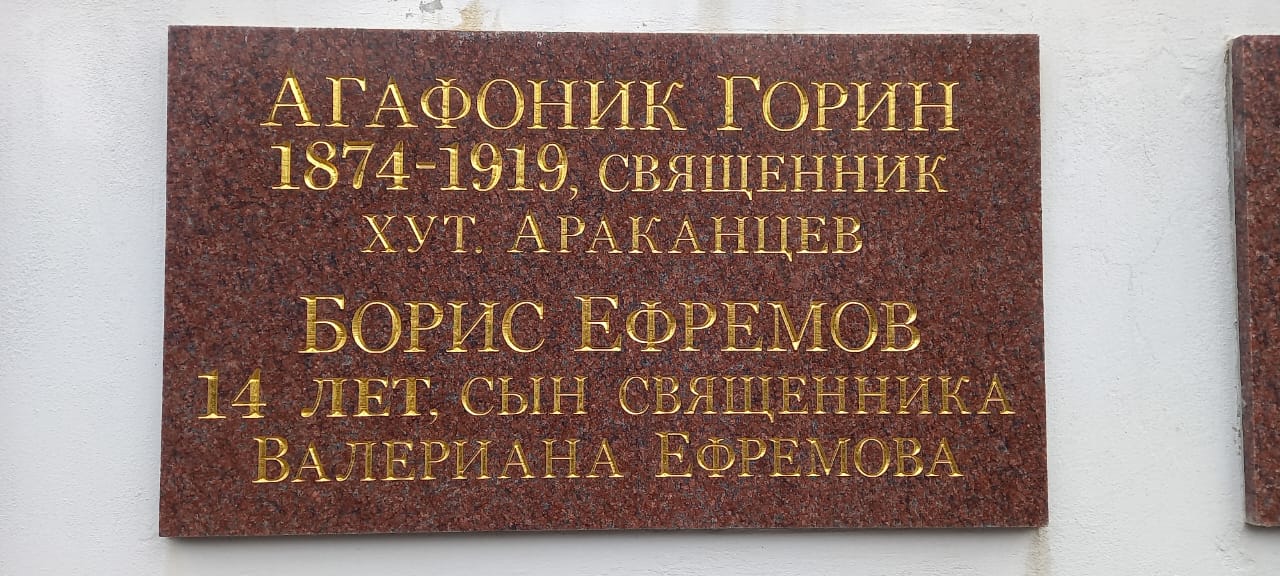 Агафоник Горин
1874-1919, священник
хут. Араканцев
Борис Ефремов
14 лет, сын священника
Валериана Ефремова